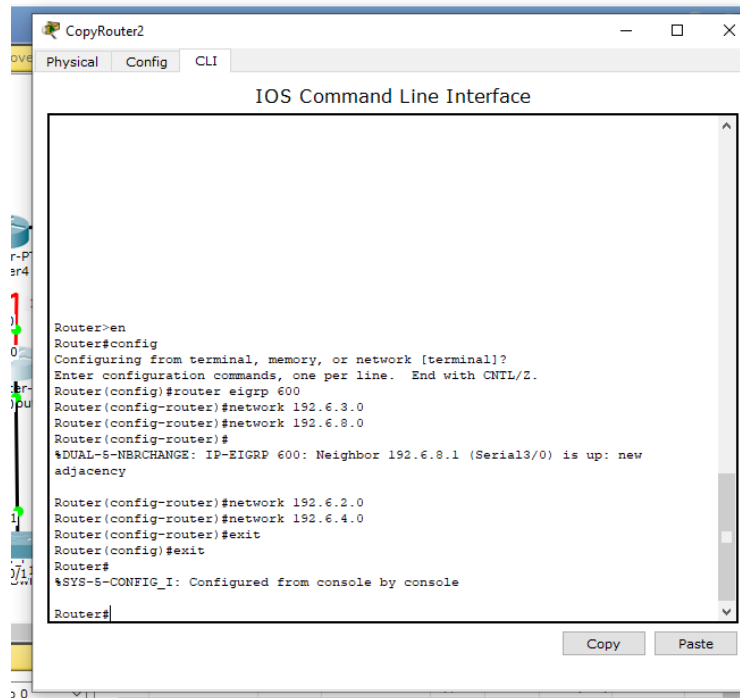 CopyRouter2
ove
Physical Config CLI
IOS Command Line Interface
r-P
er4
Router>en
Router#config
Configuring from terminal, memory, or network [terminal]?
Enter configuration commands, one per line. End with CNTL/Z.
Router(config)#router eigrp 600
Router(config-router)#network 192.6.3.0
Router(config-router)#network 192.6.8.0
Router(config-router)#
%DUAL-5-NBRCHANGE: IP-EIGRP 600: Neighbor 192.6.8.1 (Serial3/0) is up: new
adjacency
Router(config-router)#network 192.6.2.0
Router(config-router)#network 192.6.4.0
Router(config-router)#exit
Router(config)#exit
Router#
%SYS-5-CONFIG_I: Configured from console by console
Router#
Copy Paste